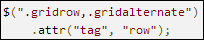 $(".gridrow,.gridalternate")
.attr("tag", "row");